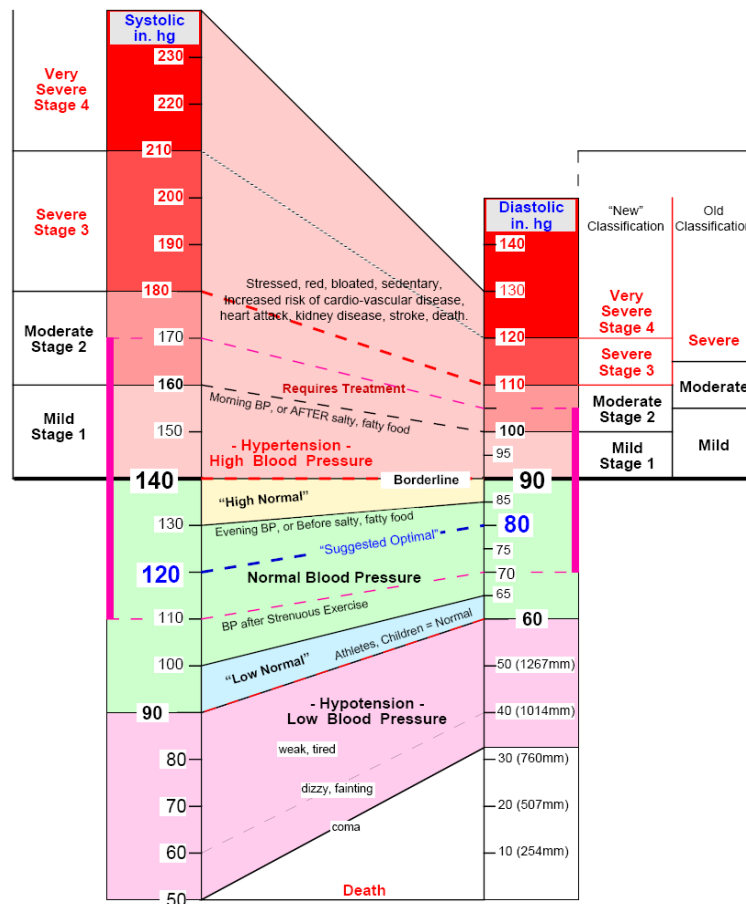 Systolic
in. hg
230
220
210
200
190
180
170
160
150
140
130
120
110
100
90
80
70
60
50
Very
Severe
Stage 4
Severe
Stage 3
Moderate
Stage 2
Mild
Stage 1
Stressed, red, bloated, sedentary,
Increased risk of cardio-vascular disease,
heart attack, kidney disease, stroke, death.
Requires Treatment
Morning BP, or AFTER salty, fatty food
- Hypertension -
High Blood Pressure
Borderline
“High Normal”
Evening BP, or Before salty, fatty food
“Suggested Optimal”
Normal Blood Pressure
BP after Strenuous Exercise
“Low Normal”
Athletes, Children = Normal
- Hypotension -
Low Blood Pressure
weak, tired
dizzy, fainting
coma
Death
Diastolic
in. hg
140
130
120
110
100
95
90
85
80
75
70
65
60
50 (1267mm)
40 (1014mm)
30 (760mm)
20 (507mm)
10 (254mm)
“New”
Classification
Very
Severe
Stage 4
Severe
Stage 3
Moderate
Stage 2
Mild
Stage 1
Old
Classification
Severe
Moderate
Mild